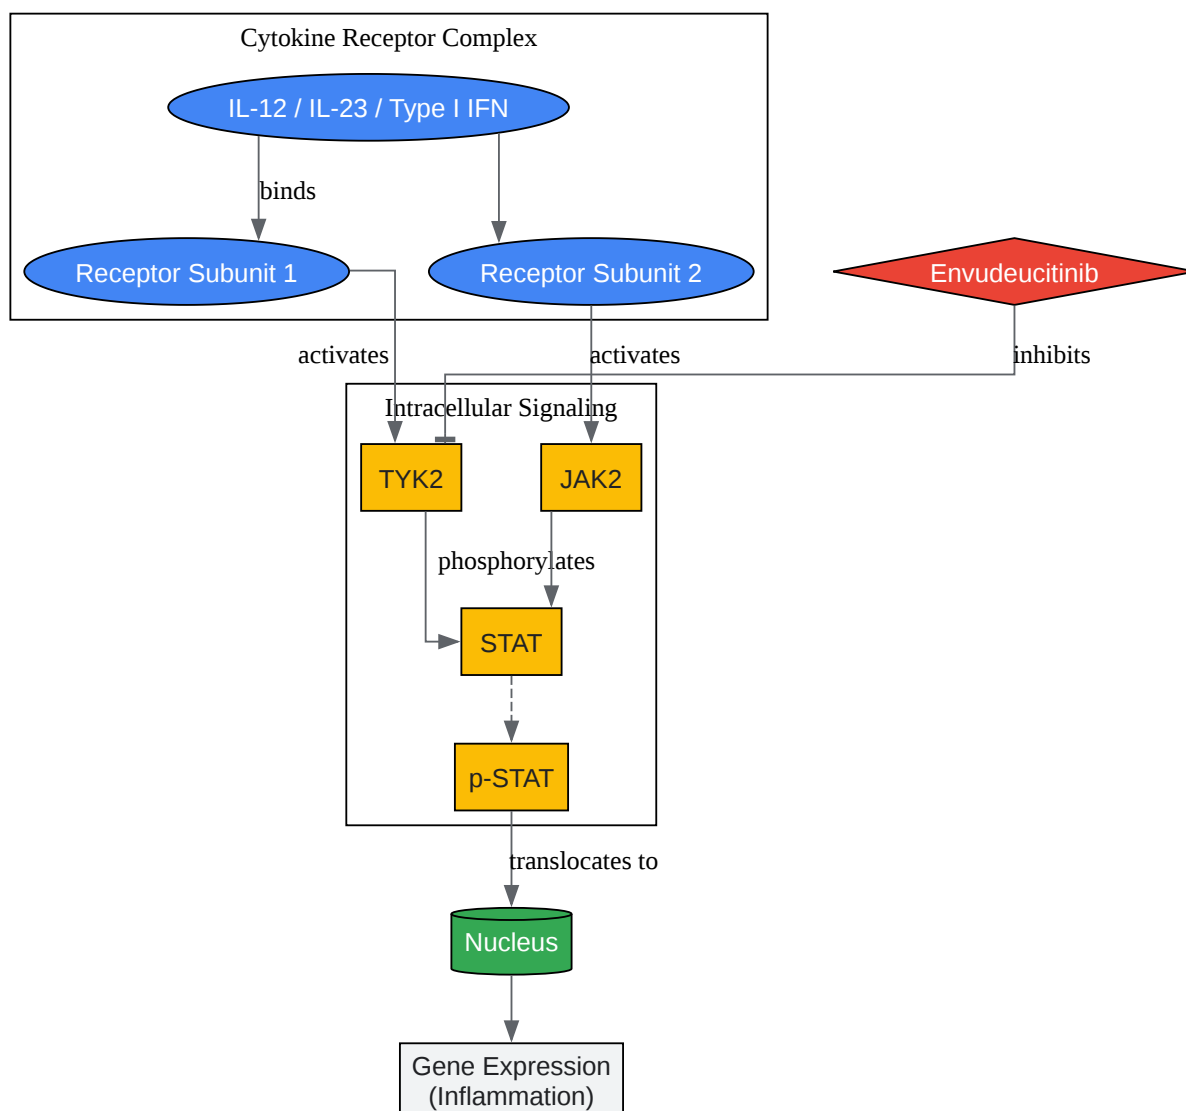 Cytokine Receptor Complex
IL-12 / IL-23 / Type I IFN
binds
Receptor Subunit 1
Receptor Subunit 2
Envudeucitinib
activates
activates
inhibits
Intracellular Signaling
TYK2
JAK2
phosphorylates
STAT
p-STAT
translocates to
Nucleus
Gene Expression
(Inflammation)